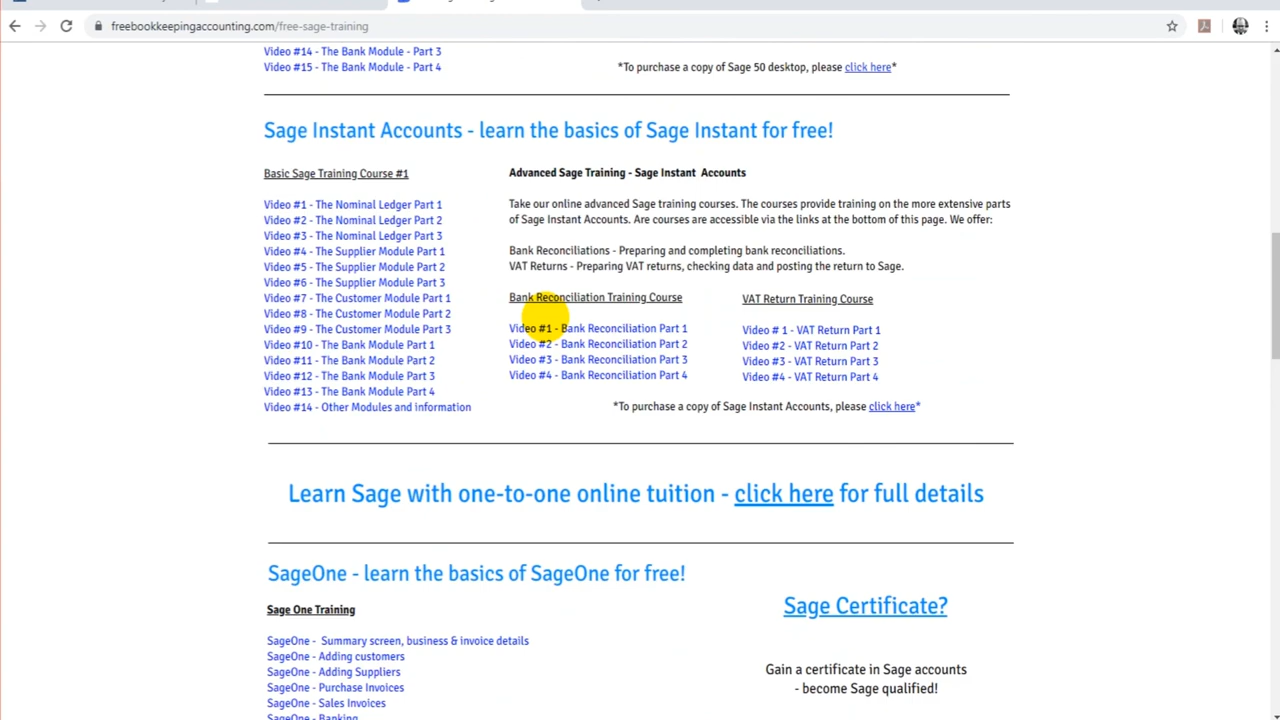 freebookkeepingaccounting.com/free-sage-training
Video #14 - The Bank Module - Part 3
Video #15 - The Bank Module - Part 4
*To purchase a copy of Sage 50 desktop, please click here*
Sage Instant Accounts - learn the basics of Sage Instant for free!
Basic Sage Training Course #1
Video #1 - The Nominal Ledger Part 1
Video #2 - The Nominal Ledger Part 2
Video #3 - The Nominal Ledger Part 3
Video #4 - The Supplier Module Part 1
Video #5 - The Supplier Module Part 2
Video #6 - The Supplier Module Part 3
Video #7 - The Customer Module Part 1
Video #8 - The Customer Module Part 2
Video #9 - The Customer Module Part 3
Video #10 - The Bank Module Part 1
Video #11 - The Bank Module Part 2
Video #12 - The Bank Module Part 3
Video #13 - The Bank Module Part 4
Video #14 - Other Modules and information
Advanced Sage Training - Sage Instant Accounts
Take our online advanced Sage training courses. The courses provide training on the more extensive parts
of Sage Instant Accounts. Are courses are accessible via the links at the bottom of this page. We offer:
Bank Reconciliations - Preparing and completing bank reconciliations.
VAT Returns - Preparing VAT returns, checking data and posting the return to Sage.
Bank Reconciliation Training Course
Video #1 - Bank Reconciliation Part 1
Video #2 - Bank Reconciliation Part 2
Video #3 - Bank Reconciliation Part 3
Video #4 - Bank Reconciliation Part 4
VAT Return Training Course
Video # 1 - VAT Return Part 1
Video #2 - VAT Return Part 2
Video #3 - VAT Return Part 3
Video #4 - VAT Return Part 4
*To purchase a copy of Sage Instant Accounts, please click here*
Learn Sage with one-to-one online tuition - click here for full details
SageOne - learn the basics of SageOne for free!
Sage One Training
SageOne - Summary screen, business & invoice details
SageOne - Adding customers
SageOne - Adding Suppliers
SageOne - Purchase Invoices
SageOne - Sales Invoices
SageOne - Banking
Sage Certificate?
Gain a certificate in Sage accounts
- become Sage qualified!